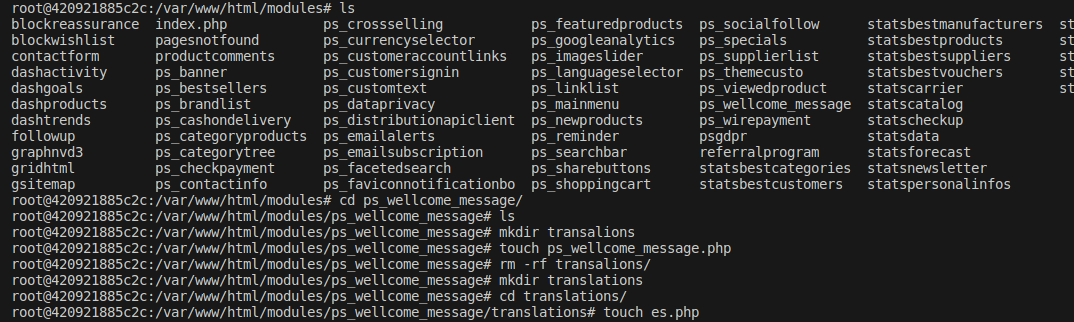 root@420921885c2c:/var/www/html/modules# ls
blockreassurance index.php ps_crossselling ps_featuredproducts ps_socialfollow statsbestmanufacturers st
blockwishlist pagesnotfound ps_currencyselector ps_googleanalytics ps_specials statsbestproducts st
contactform productcomments ps_customeraccountlinks ps_imageslider ps_supplierlist statsbestsuppliers st
dashactivity ps_banner ps_customersignin ps_languageselector ps_themecusto statsbestvouchers st
dashgoals ps_bestsellers ps_customtext ps_linklist ps_viewedproduct statscarrier st
dashproducts ps_brandlist ps_dataprivacy ps_mainmenu ps_wellcome_message statscatalog
dashtrends ps_cashondelivery ps_distributionapiclient ps_newproducts ps_wirepayment statscheckup
followup ps_categoryproducts ps_emailalerts ps_reminder psgdpr statsdata
graphnvd3 ps_categorytree ps_emailsubscription ps_searchbar referralprogram statsforecast
gridhtml ps_checkpayment ps_facetedsearch ps_sharebuttons statsbestcategories statsnewsletter
gsitemap ps_contactinfo ps_faviconnotificationbo ps_shoppingcart statsbestcustomers statspersonalinfos
root@420921885c2c:/var/www/html/modules# cd ps_wellcome_message/
root@420921885c2c:/var/www/html/modules/ps_wellcome_message# ls
root@420921885c2c:/var/www/html/modules/ps_wellcome_message# mkdir transalions
root@420921885c2c:/var/www/html/modules/ps_wellcome_message# touch ps_wellcome_message.php
root@420921885c2c:/var/www/html/modules/ps_wellcome_message# rm -rf transalions/
root@420921885c2c:/var/www/html/modules/ps_wellcome_message# mkdir translations
root@420921885c2c:/var/www/html/modules/ps_wellcome_message# cd translations/
root@420921885c2c:/var/www/html/modules/ps_wellcome_message/translations# touch es.php